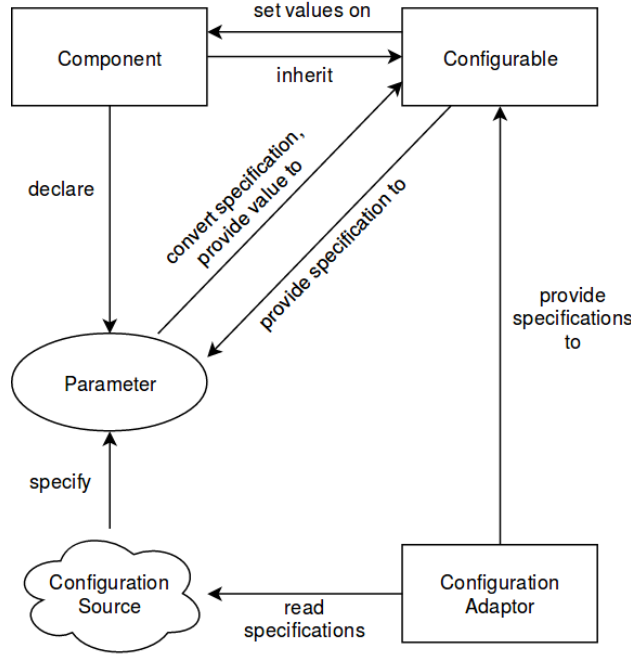 set values on
Component
Configurable
inherit
convert specification,
provide value to
declare
provide specification to
provide
specifications
to
Parameter
specify
Configuration
Source
Configuration
Adaptor
read
specifications